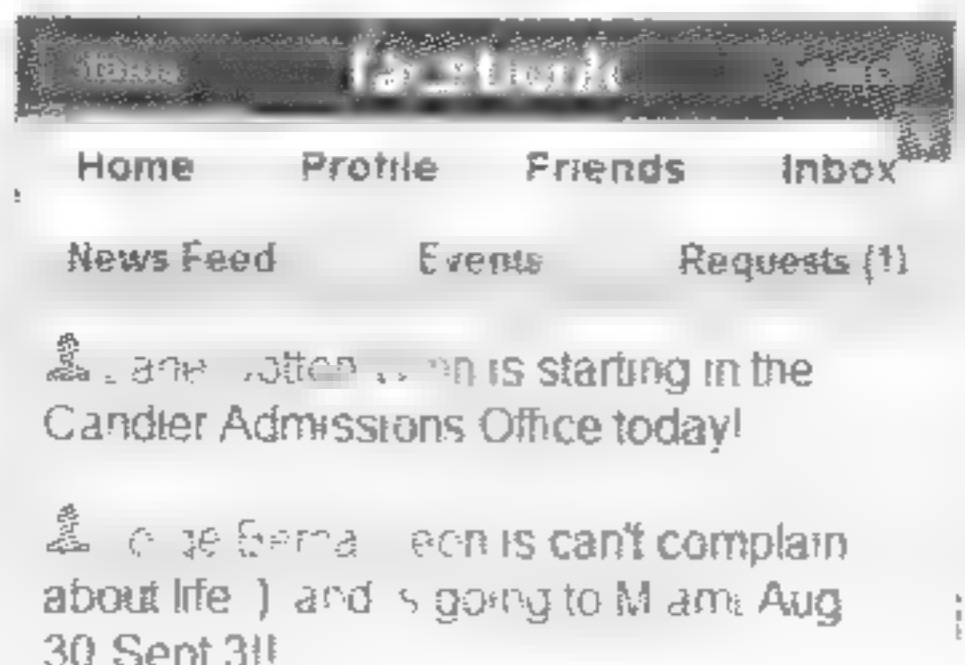 facebook
Home Profile Friends Inbox
News Feed Events Requests (1)
is starting in the
Candler Admissions Office today!
is can't complain
about life :) and is going to Miami Aug
30 Sept 3!!